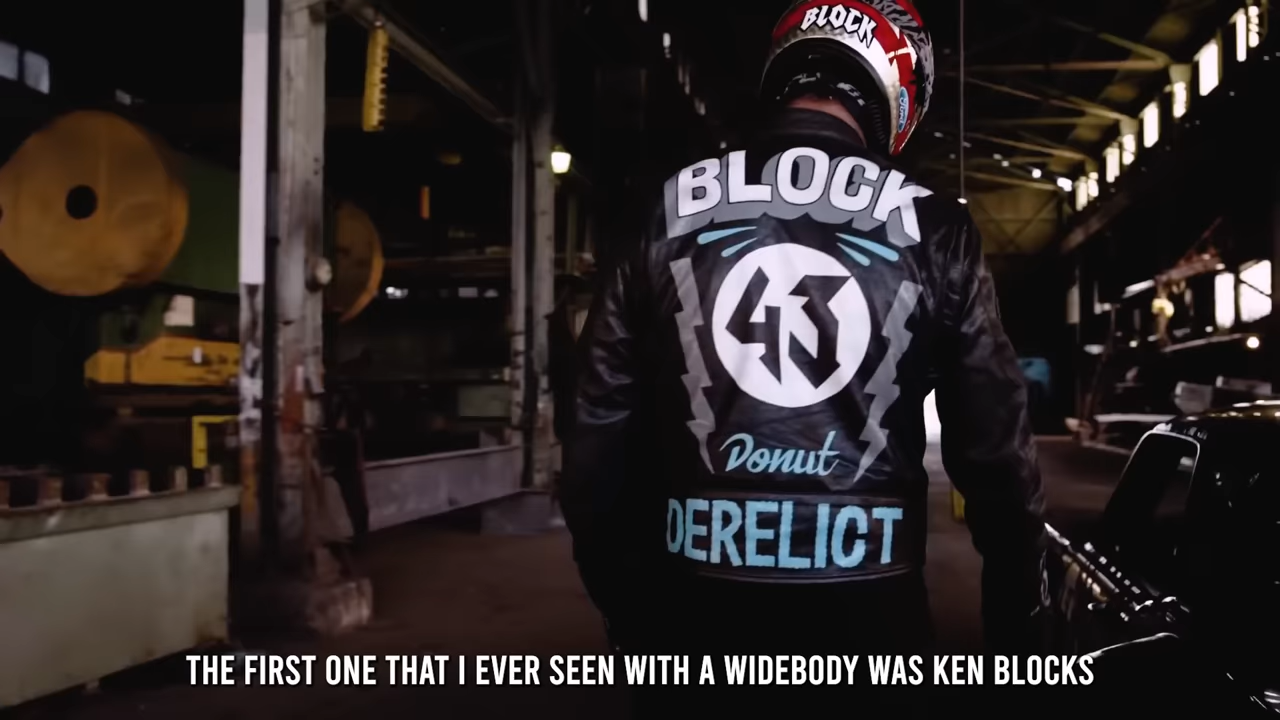 BLOCK
BLOCK
43
Donut
DERELICT
THE FIRST ONE THAT I EVER SEEN WITH A WIDEBODY WAS KEN BLOCKS